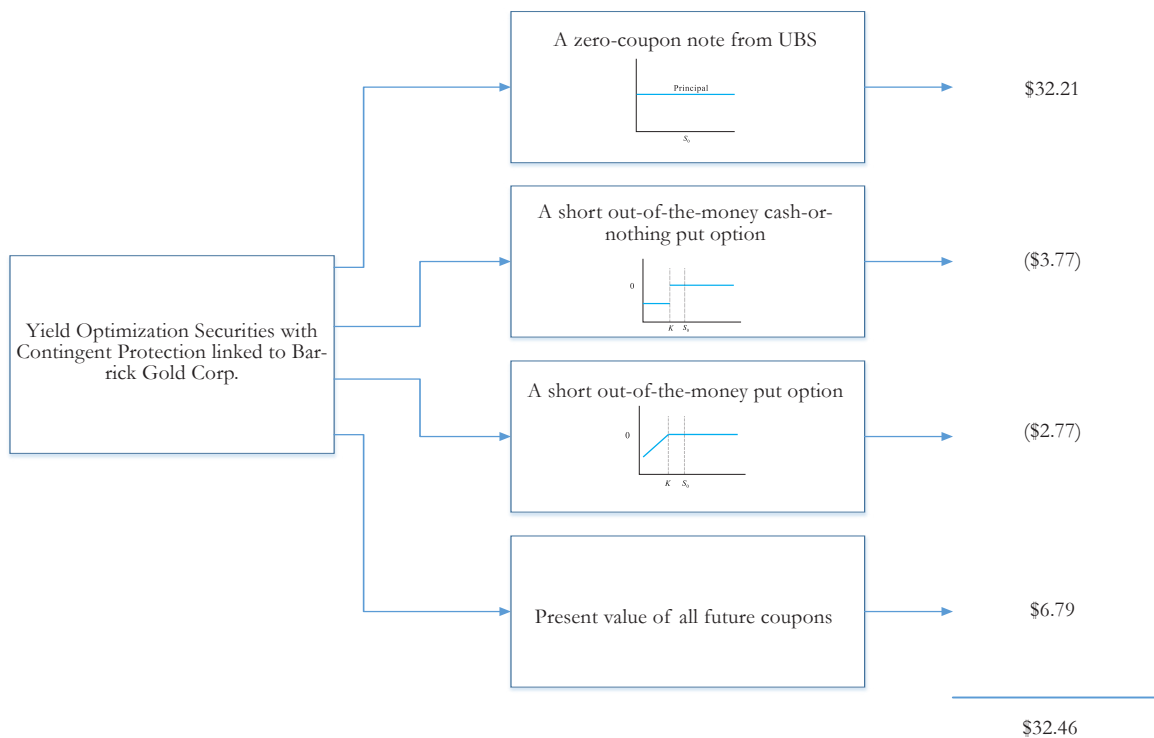 A zero-coupon note from UBS
Principal
S₀
$32.21
A short out-of-the-money cash-or-
nothing put option
0
K
S₀
($3.77)
Yield Optimization Securities with
Contingent Protection linked to Bar-
rick Gold Corp.
A short out-of-the-money put option
0
K
S₀
($2.77)
Present value of all future coupons
$6.79
$32.46